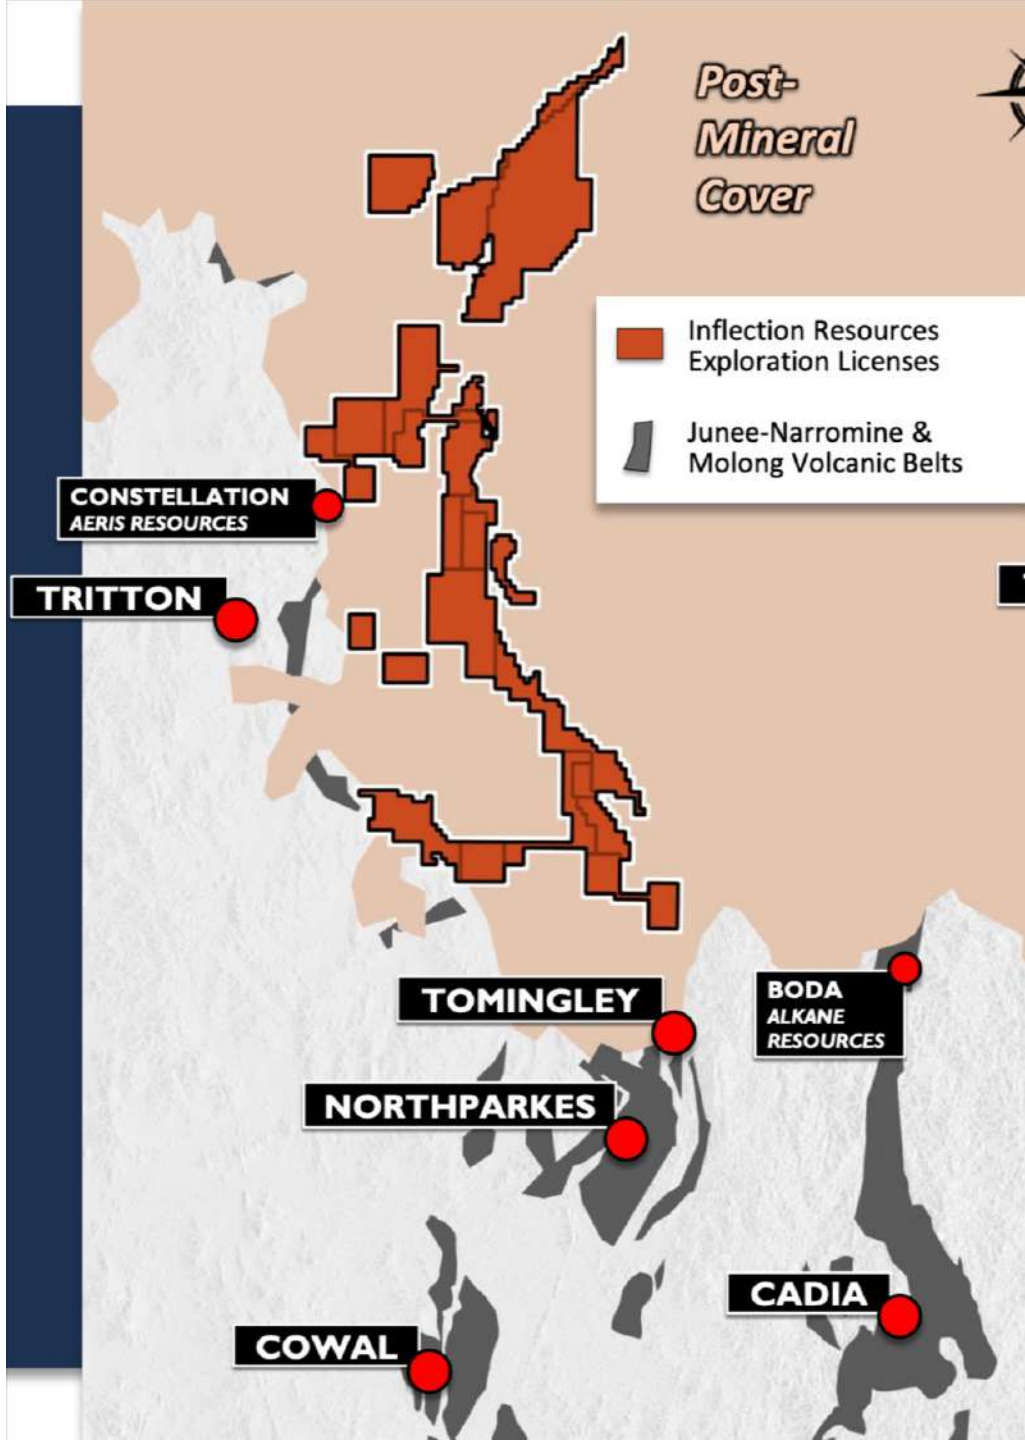 Post-
Mineral
Cover
Inflection Resources
Exploration Licenses
Junee-Narromine &
Molong Volcanic Belts
CONSTELLATION
AERIS RESOURCES
TRITTON
TOMINGLEY
BODA
ALKANE
RESOURCES
NORTHPARKES
CADIA
COWAL